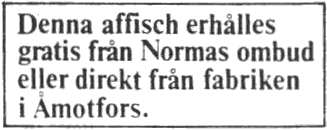 Denna affisch erhålles
gratis från Normas ombud
eller direkt från fabriken
i Åmotfors.